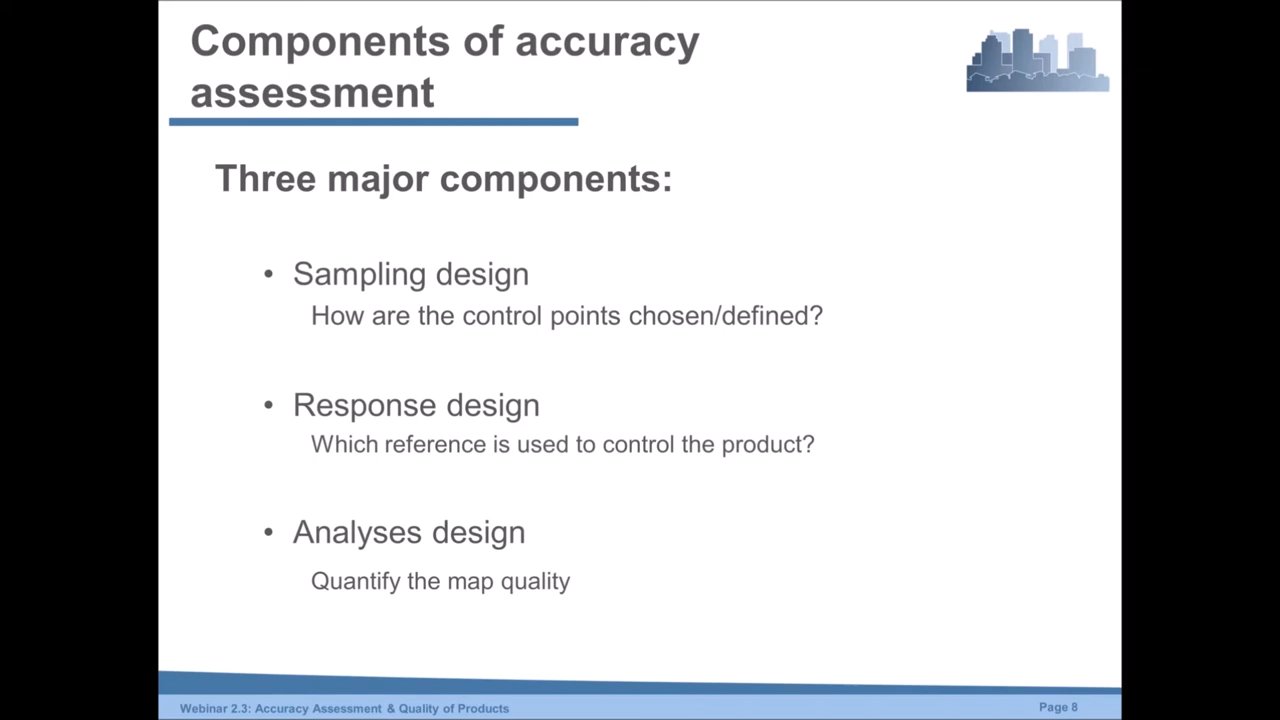 Components of accuracy
assessment
Three major components:
• Sampling design
How are the control points chosen/defined?
• Response design
Which reference is used to control the product?
• Analyses design
Quantify the map quality
Webinar 2.3: Accuracy Assessment & Quality of Products
Page 8